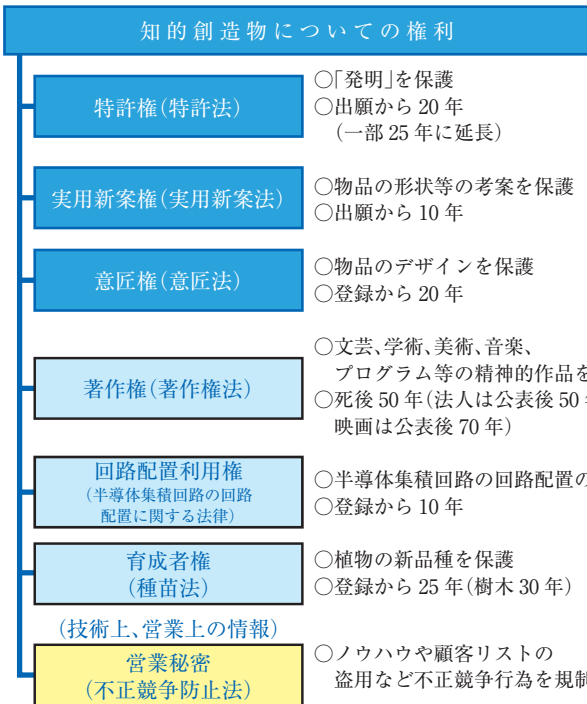 知的創造物についての権利
特許権(特許法)
○「発明」を保護
○出願から 20 年
(一部 25 年に延長)
実用新案権(実用新案法)
○物品の形状等の考案を保護
○出願から 10 年
意匠権(意匠法)
○物品のデザインを保護
○登録から 20 年
著作権(著作権法)
○文芸、学術、美術、音楽、
プログラム等の精神的作品を
○死後 50 年(法人は公表後 50
映画は公表後 70 年)
回路配置利用権
(半導体集積回路の回路
配置に関する法律)
○半導体集積回路の回路配置の
○登録から 10 年
育成者権
(種苗法)
○植物の新品種を保護
○登録から 25 年(樹木 30 年)
(技術上、営業上の情報)
営業秘密
(不正競争防止法)
○ノウハウや顧客リストの
盗用など不正競争行為を規制